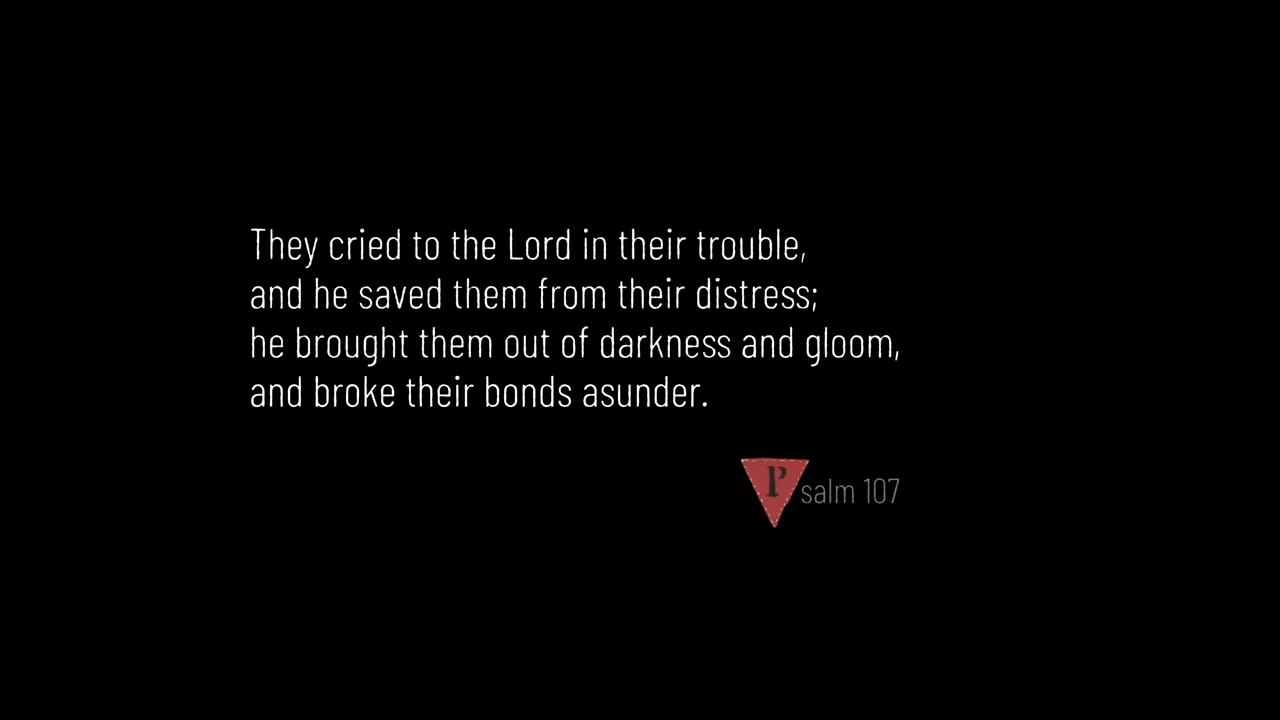 They cried to the Lord in their trouble,
and he saved them from their distress;
he brought them out of darkness and gloom,
and broke their bonds asunder.
Psalm 107